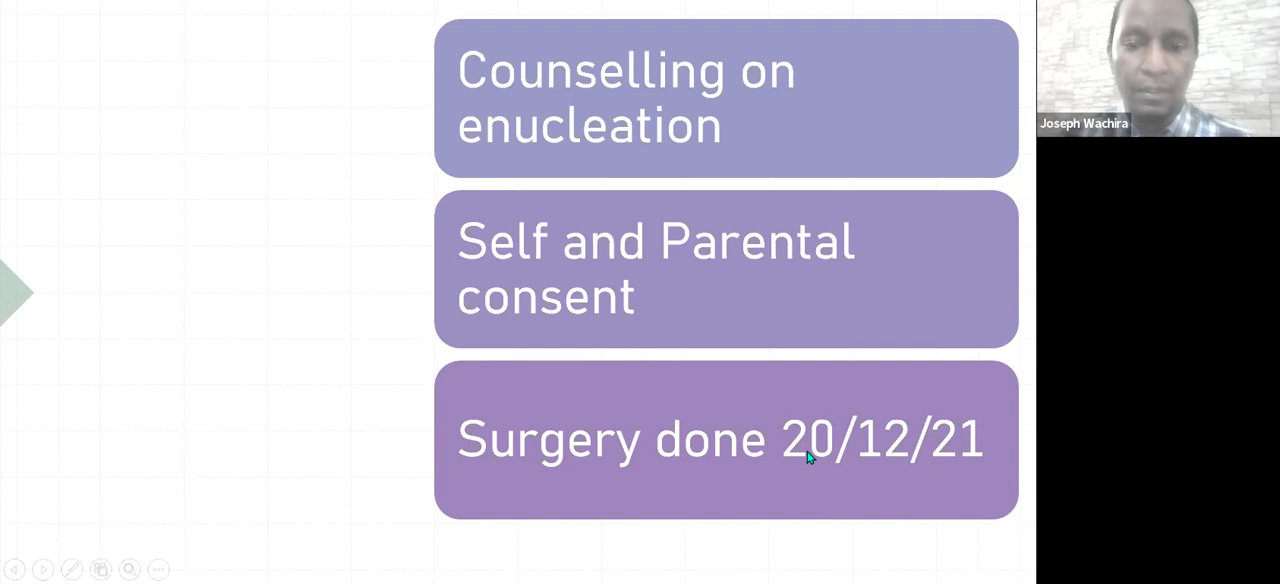 Counselling on
enucleation
Self and Parental
consent
Surgery done 20/12/21
Joseph Wachira